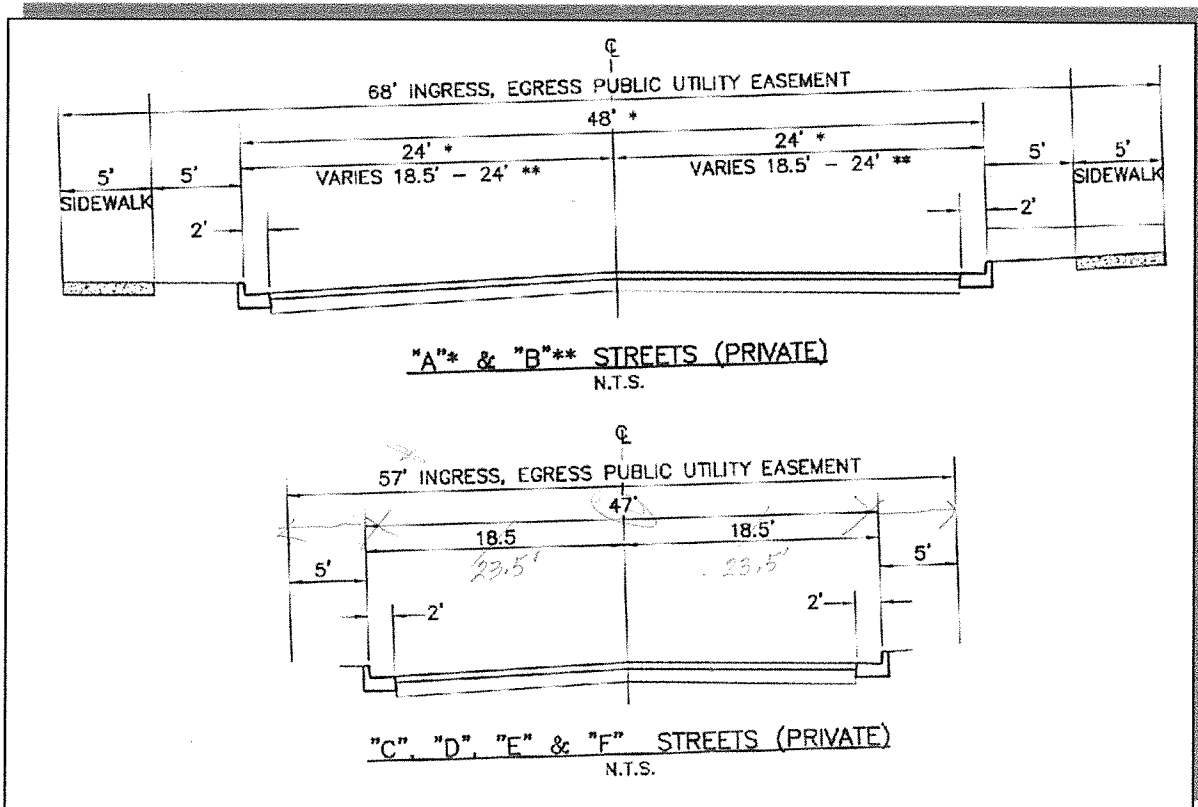 ℄
68' INGRESS, EGRESS PUBLIC UTILITY EASEMENT
48' *
24' * 24' *
5' 5' VARIES 18.5' - 24' ** VARIES 18.5' - 24' ** 5' 5'
SIDEWALK SIDEWALK
2' 2'
"A"* & "B"** STREETS (PRIVATE)
N.T.S.
℄
57' INGRESS, EGRESS PUBLIC UTILITY EASEMENT
47'
18.5 18.5'
5' 23.5' 23.5' 5'
2' 2'
"C", "D", "E" & "F" STREETS (PRIVATE)
N.T.S.